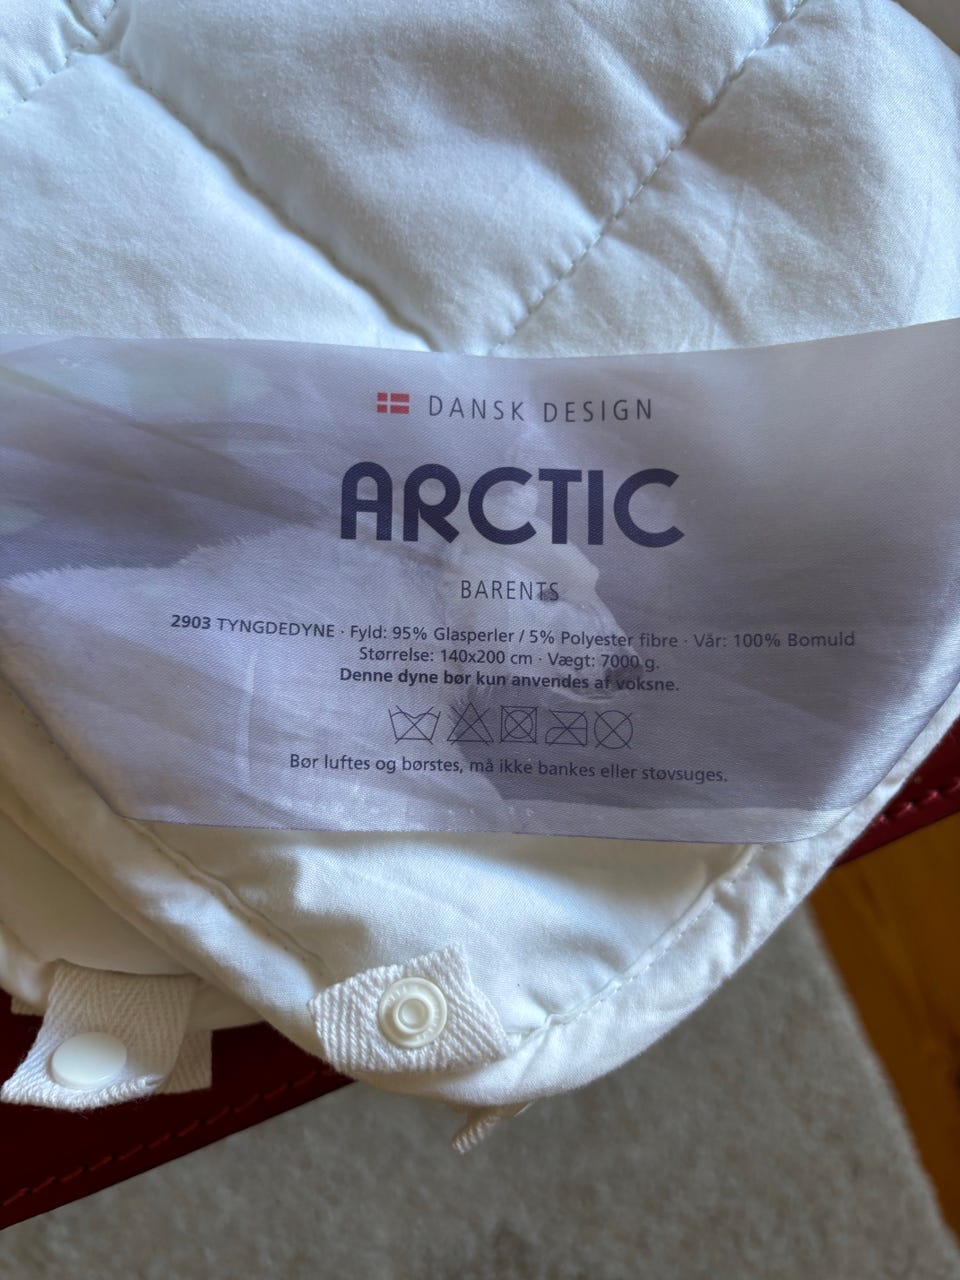 DANSK DESIGN
ARCTIC
BARENTS
2903 TYNGDEDYNE · Fyld: 95% Glasperler / 5% Polyester fibre · Vår: 100% Bomuld
Størrelse: 140x200 cm · Vægt: 7000 g.
Denne dyne bør kun anvendes af voksne.
Bør luftes og børstes, må ikke bankes eller støvsuges.